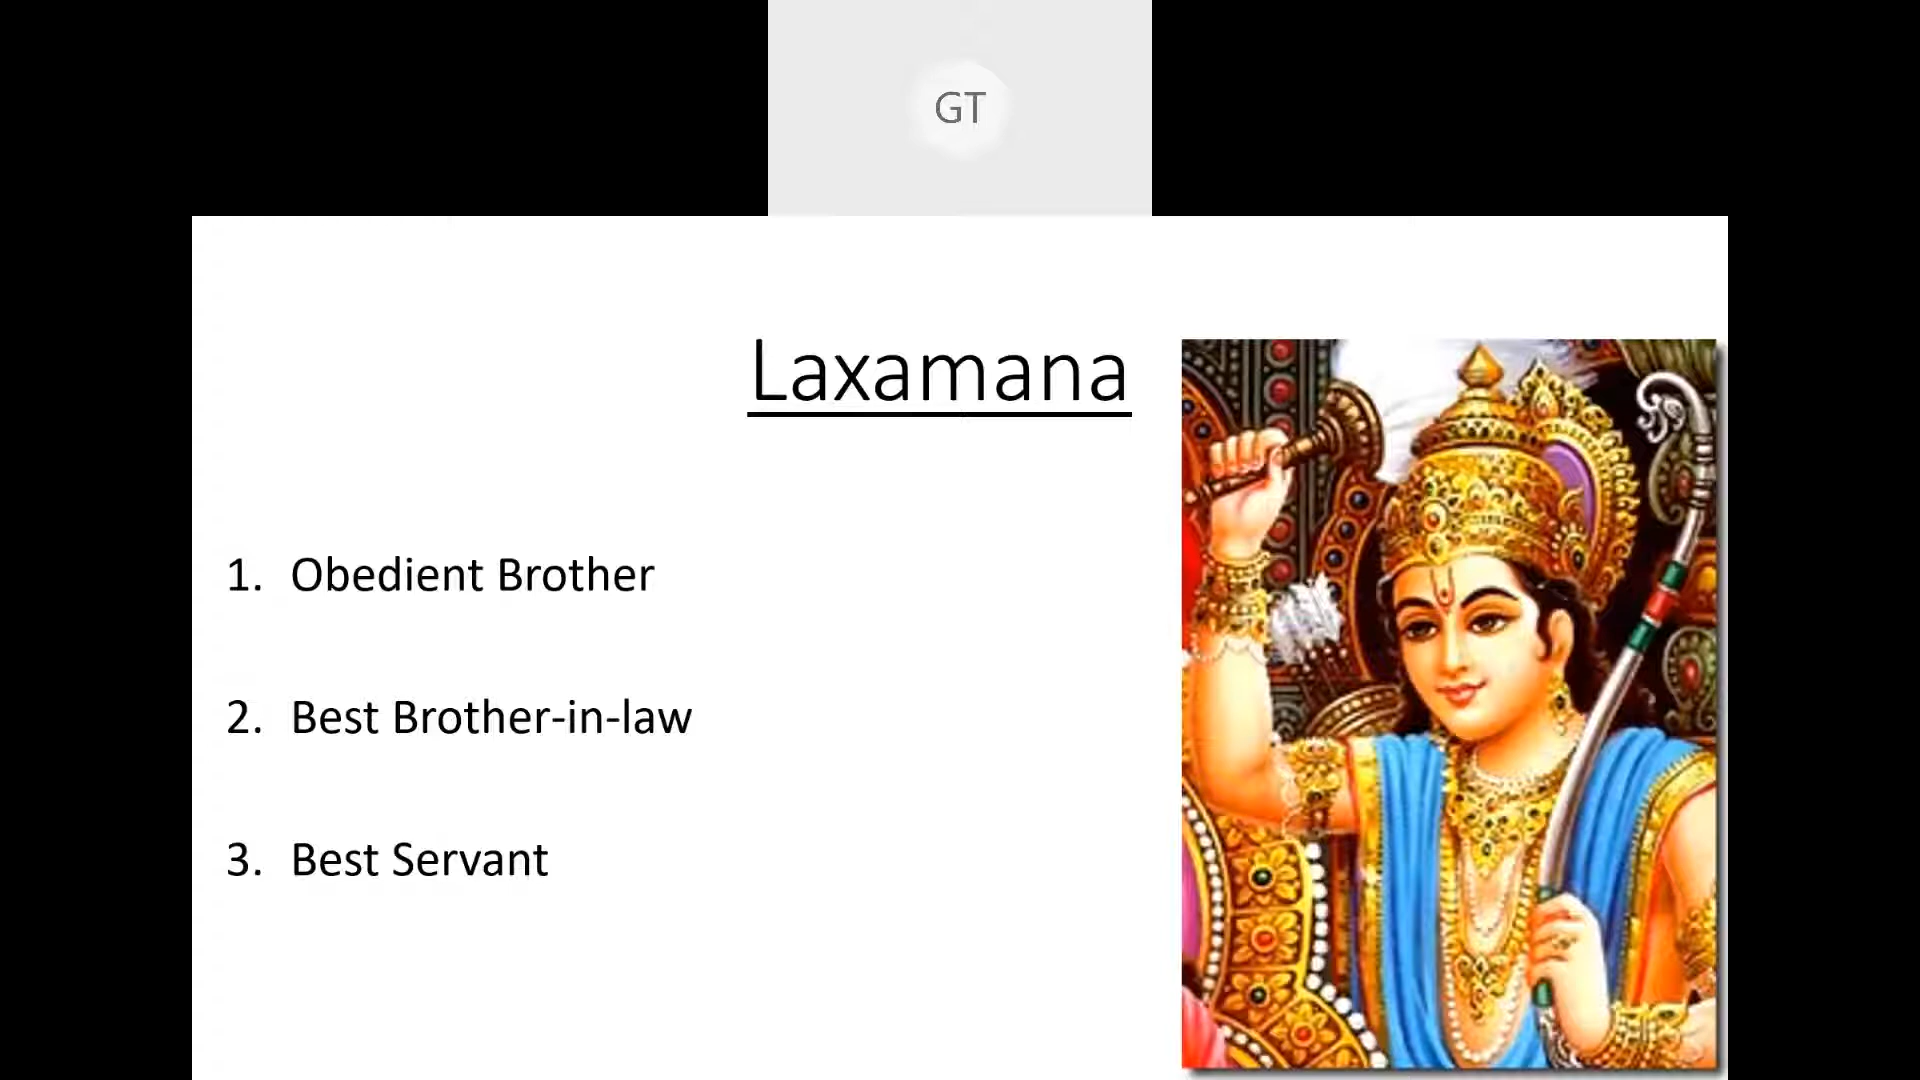 GT
Laxamana
1. Obedient Brother
2. Best Brother-in-law
3. Best Servant